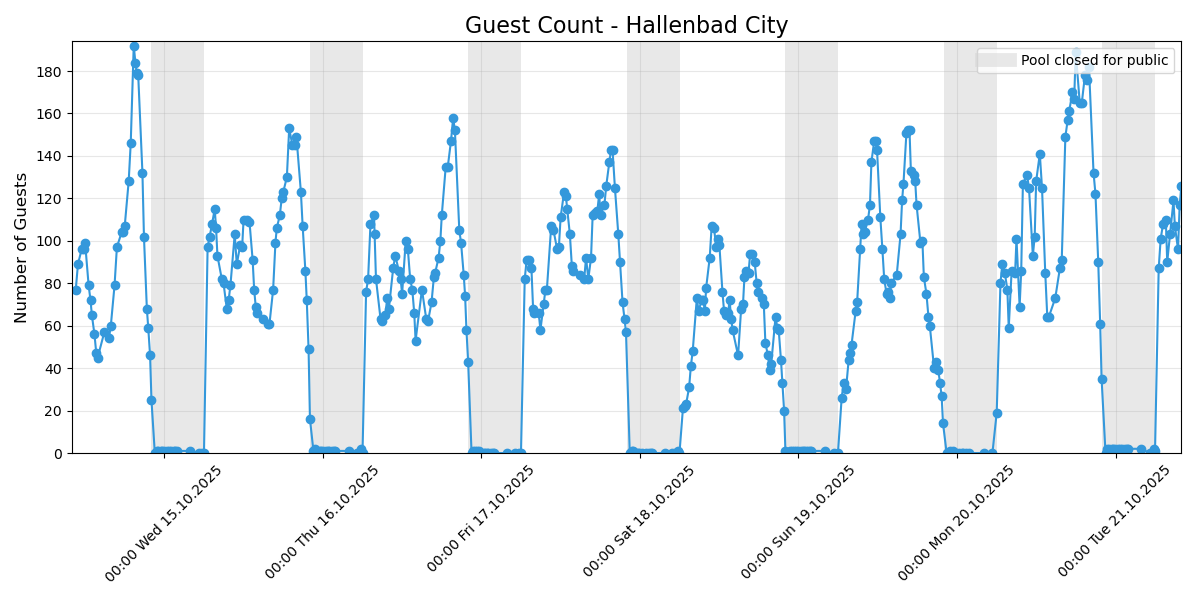 Guest Count - Hallenbad City
Pool closed for public
Number of Guests
180
160
140
120
100
80
60
40
20
0
00:00 Wed 15.10.2025
00:00 Thu 16.10.2025
00:00 Fri 17.10.2025
00:00 Sat 18.10.2025
00:00 Sun 19.10.2025
00:00 Mon 20.10.2025
00:00 Tue 21.10.2025